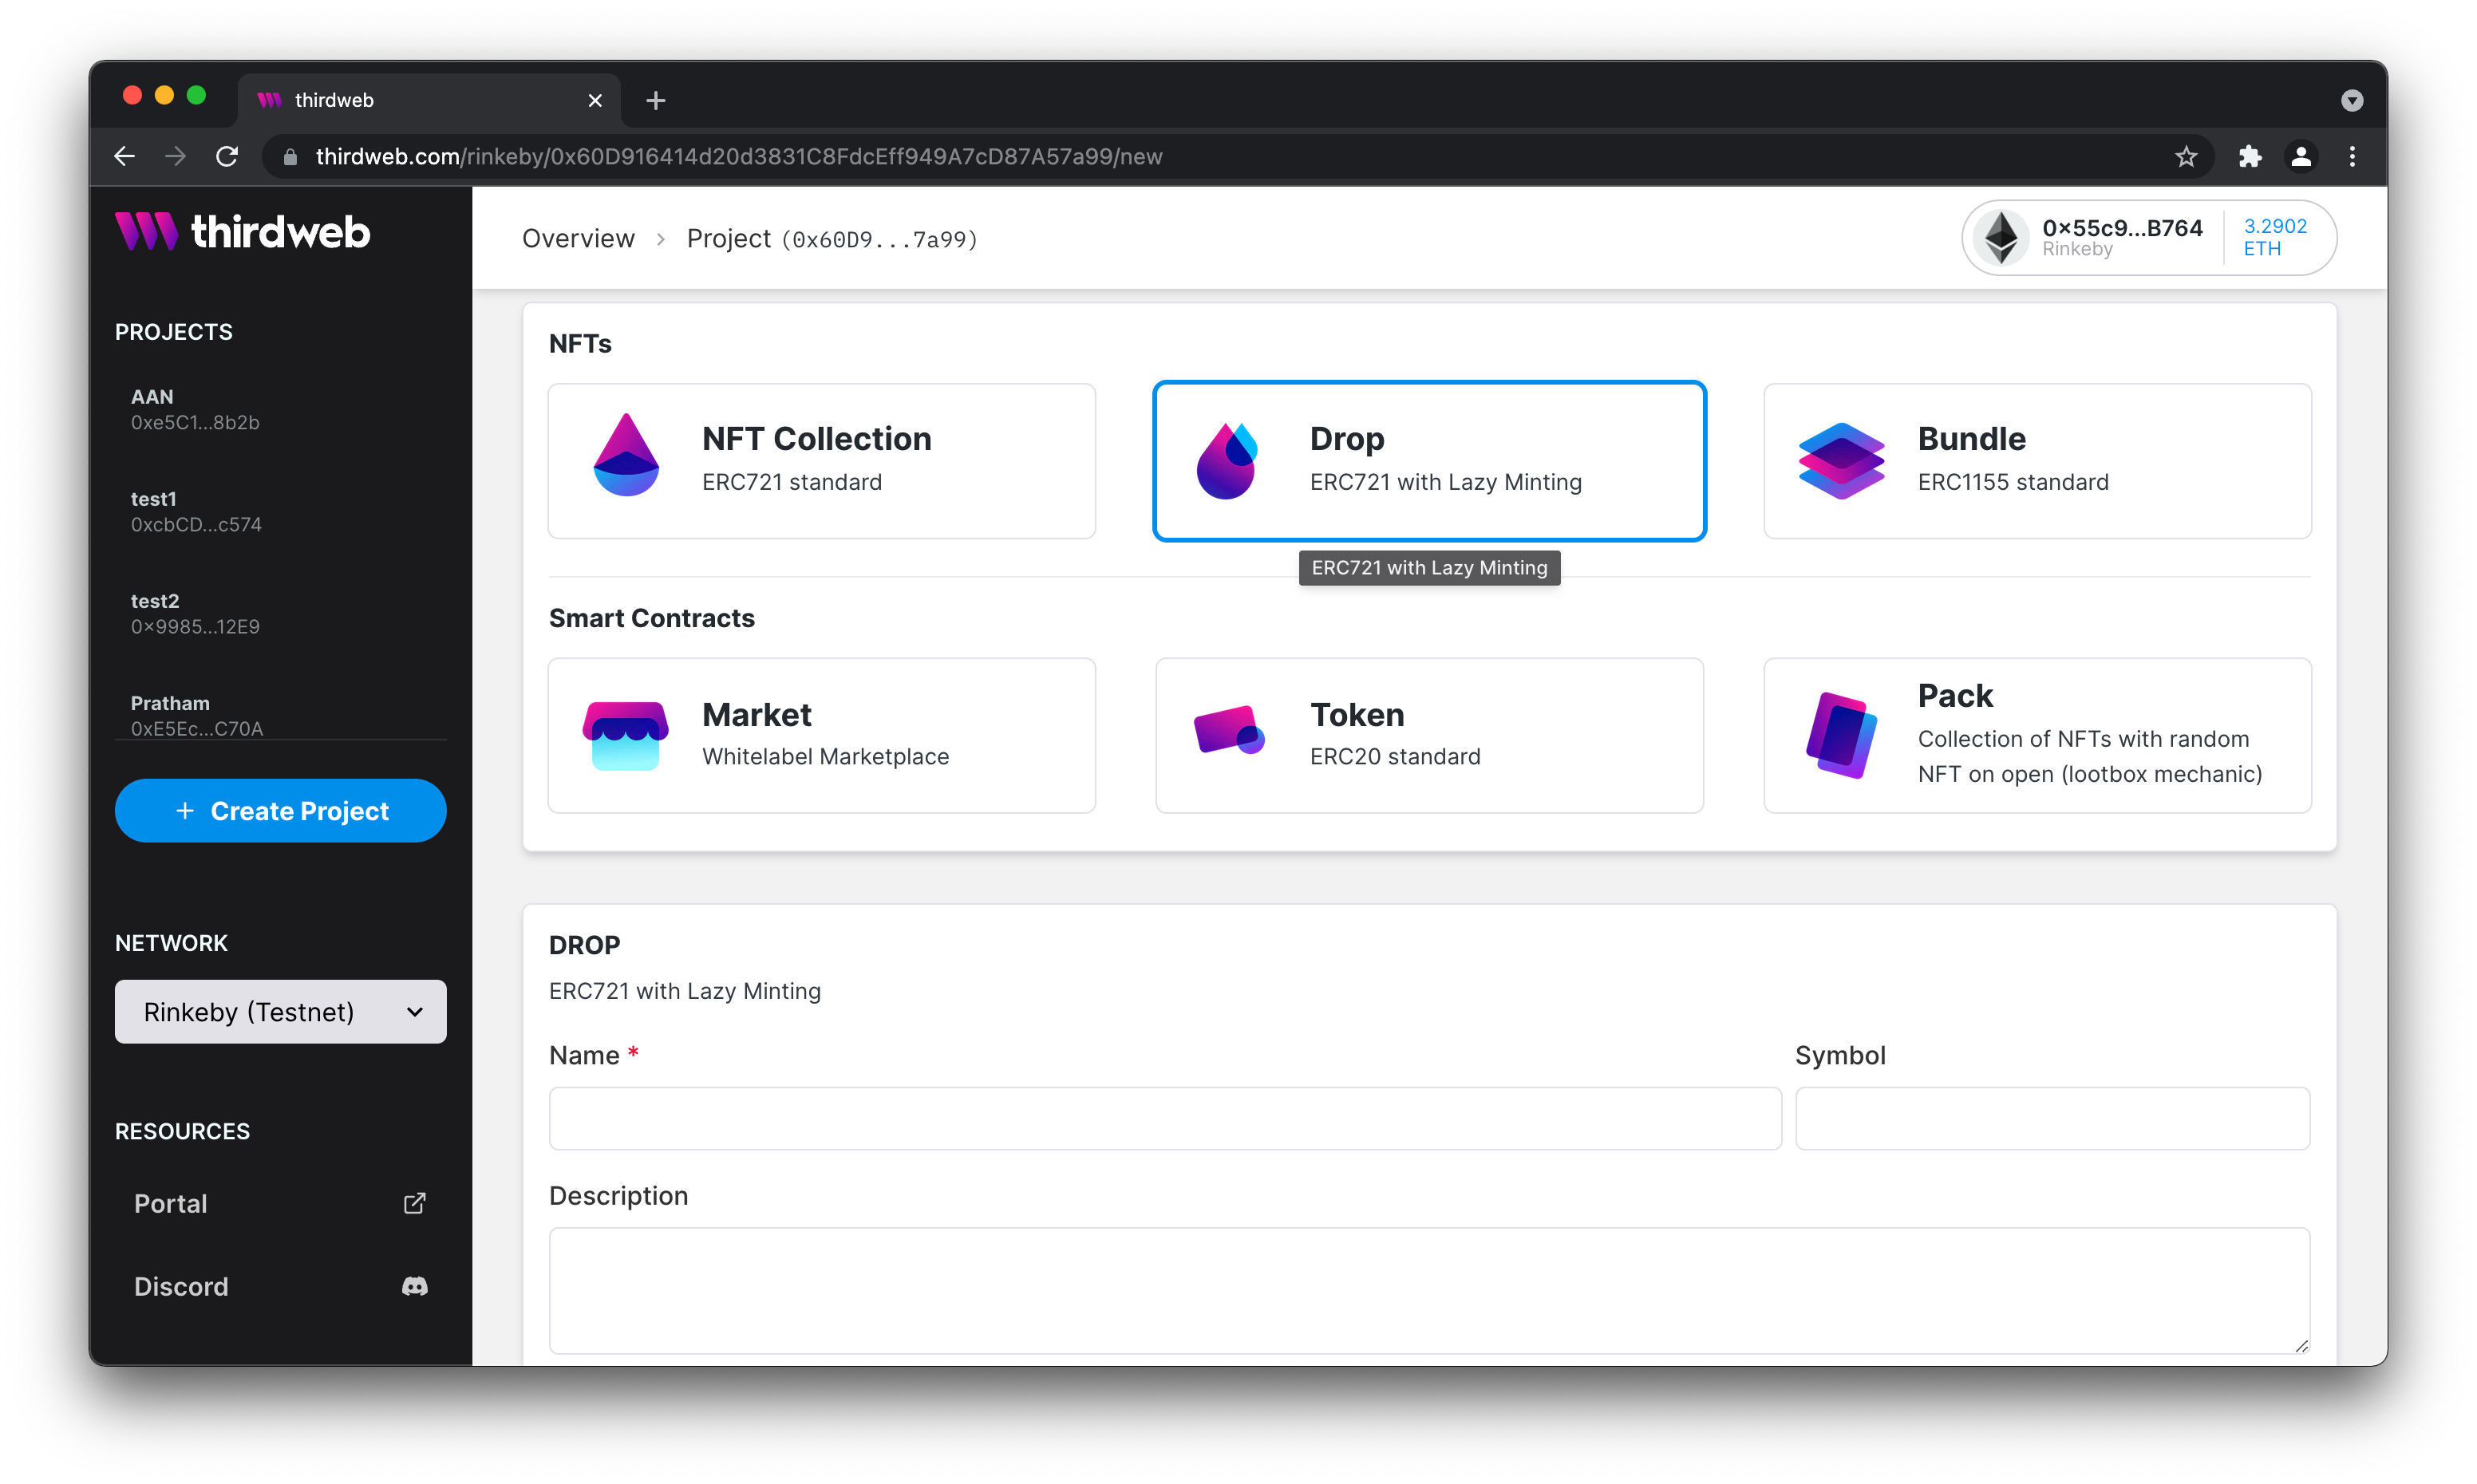 thirdweb
thirdweb.com/rinkeby/0x60D916414d20d3831C8FdcEff949A7cD87A57a99/new
thirdweb
PROJECTS
AAN
0xe5C1...8b2b
test1
0xcbCD...c574
test2
0x9985...12E9
Pratham
0xE5Ec...C70A
+ Create Project
NETWORK
Rinkeby (Testnet)
RESOURCES
Portal
Discord
Overview > Project (0x60D9...7a99)
0x55c9...B764
Rinkeby
3.2902
ETH
NFTs
NFT Collection
ERC721 standard
Drop
ERC721 with Lazy Minting
Bundle
ERC1155 standard
ERC721 with Lazy Minting
Smart Contracts
Market
Whitelabel Marketplace
Token
ERC20 standard
Pack
Collection of NFTs with random
NFT on open (lootbox mechanic)
DROP
ERC721 with Lazy Minting
Name *
Symbol
Description